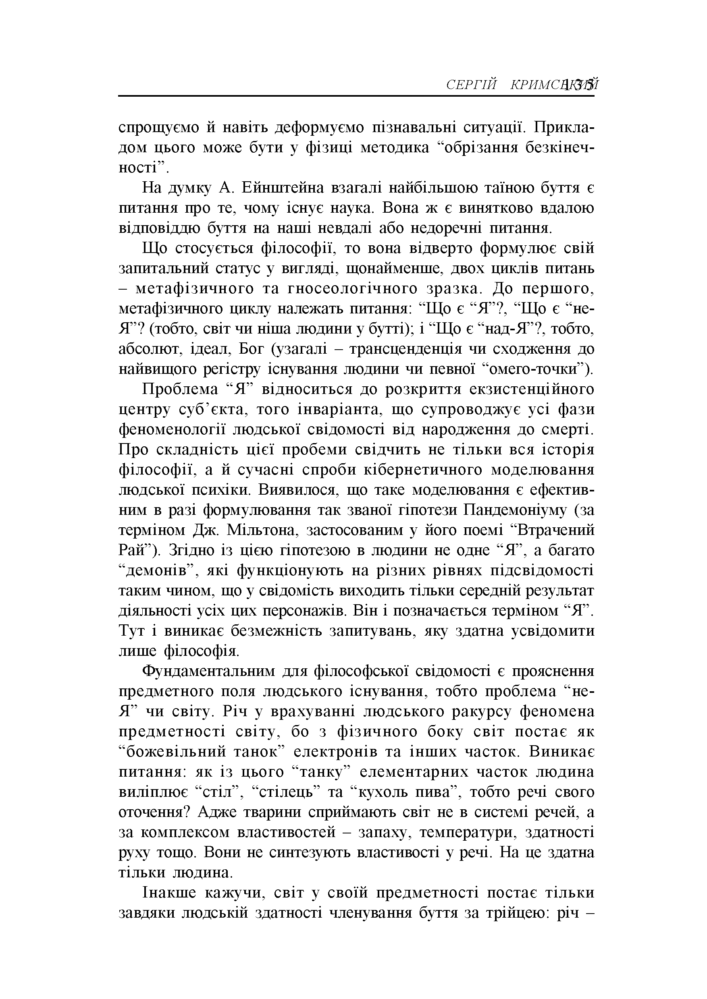 СЕРГІЙ КРИМСЬКИЙ 135
спрощуємо й навіть деформуємо пізнавальні ситуації. Прикла-
дом цього може бути у фізиці методика “обрізання безкінеч-
ності”.
На думку А. Ейнштейна взагалі найбільшою таїною буття є
питання про те, чому існує наука. Вона ж є винятково вдалою
відповіддю буття на наші невдалі або недоречні питання.
Що стосується філософії, то вона відверто формулює свій
запитальний статус у вигляді, щонайменше, двох циклів питань
– метафізичного та гносеологічного зразка. До першого,
метафізичного циклу належать питання: “Що є “Я”?, “Що є “не-
Я”? (тобто, світ чи ніша людини у бутті); і “Що є “над-Я”?, тобто,
абсолют, ідеал, Бог (узагалі – трансценденція чи сходження до
найвищого регістру існування людини чи певної “омего-точки”).
Проблема “Я” відноситься до розкриття екзистенційного
центру суб’єкта, того інваріанта, що супроводжує усі фази
феноменології людської свідомості від народження до смерті.
Про складність цієї пробеми свідчить не тільки вся історія
філософії, а й сучасні спроби кібернетичного моделювання
людської психіки. Виявилося, що таке моделювання є ефектив-
ним в разі формулювання так званої гіпотези Пандемоніуму (за
терміном Дж. Мільтона, застосованим у його поемі “Втрачений
Рай”). Згідно із цією гіпотезою в людини не одне “Я”, а багато
“демонів”, які функціонують на різних рівнях підсвідомості
таким чином, що у свідомість виходить тільки середній результат
діяльності усіх цих персонажів. Він і позначається терміном “Я”.
Тут і виникає безмежність запитувань, яку здатна усвідомити
лише філософія.
Фундаментальним для філософської свідомості є прояснення
предметного поля людського існування, тобто проблема “не-
Я” чи світу. Річ у врахуванні людського ракурсу феномена
предметності світу, бо з фізичного боку світ постає як
“божевільний танок” електронів та інших часток. Виникає
питання: як із цього “танку” елементарних часток людина
виліплює “стіл”, “стілець” та “кухоль пива”, тобто речі свого
оточення? Адже тварини сприймають світ не в системі речей, а
за комплексом властивостей – запаху, температури, здатності
руху тощо. Вони не синтезують властивості у речі. На це здатна
тільки людина.
Інакше кажучи, світ у своїй предметності постає тільки
завдяки людській здатності членування буття за трійцею: річ –